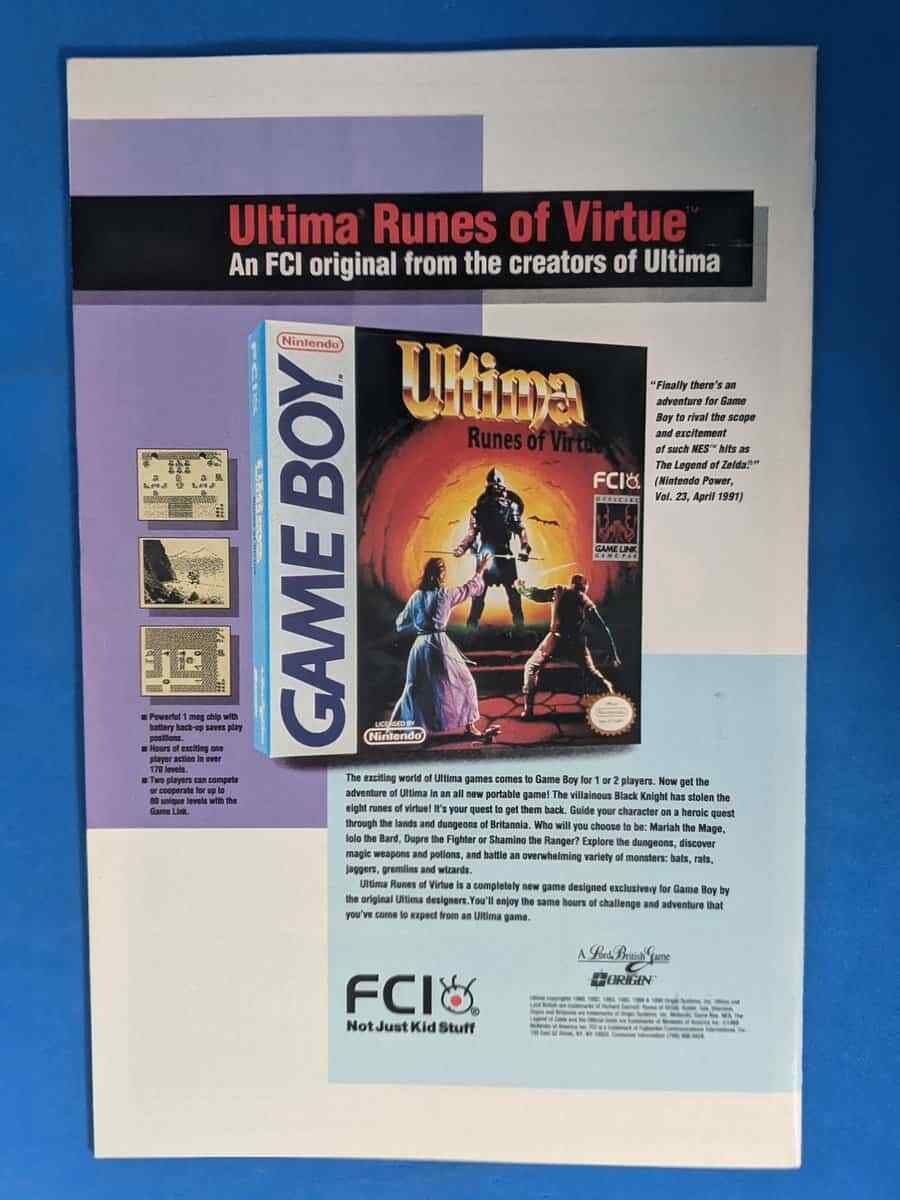 Ultima® Runes of Virtue™
An FCI original from the creators of Ultima
Nintendo
GAME BOY™
FCI
Ultima
Runes of Virtue
FCI
OFFICIAL
GAME LINK
GAME PAK
LICENSED BY
Nintendo
"Finally there's an
adventure for Game
Boy to rival the scope
and excitement
of such NES™ hits as
The Legend of Zelda.®"
(Nintendo Power,
Vol. 23, April 1991)
■ Powerful 1 meg chip with
battery back-up saves play
positions.
■ Hours of exciting one
player action in over
170 levels.
■ Two players can compete
or cooperate for up to
80 unique levels with the
Game Link.
The exciting world of Ultima games comes to Game Boy for 1 or 2 players. Now get the
adventure of Ultima in an all new portable game! The villainous Black Knight has stolen the
eight runes of virtue! It's your quest to get them back. Guide your character on a heroic quest
through the lands and dungeons of Britannia. Who will you choose to be: Mariah the Mage,
Iolo the Bard, Dupre the Fighter or Shamino the Ranger? Explore the dungeons, discover
magic weapons and potions, and battle an overwhelming variety of monsters: bats, rats,
jaggers, gremlins and wizards.
Ultima Runes of Virtue is a completely new game designed exclusively for Game Boy by
the original Ultima designers.You'll enjoy the same hours of challenge and adventure that
you've come to expect from an Ultima game.
FCI®
Not Just Kid Stuff
A Lord British Game
ORIGIN™